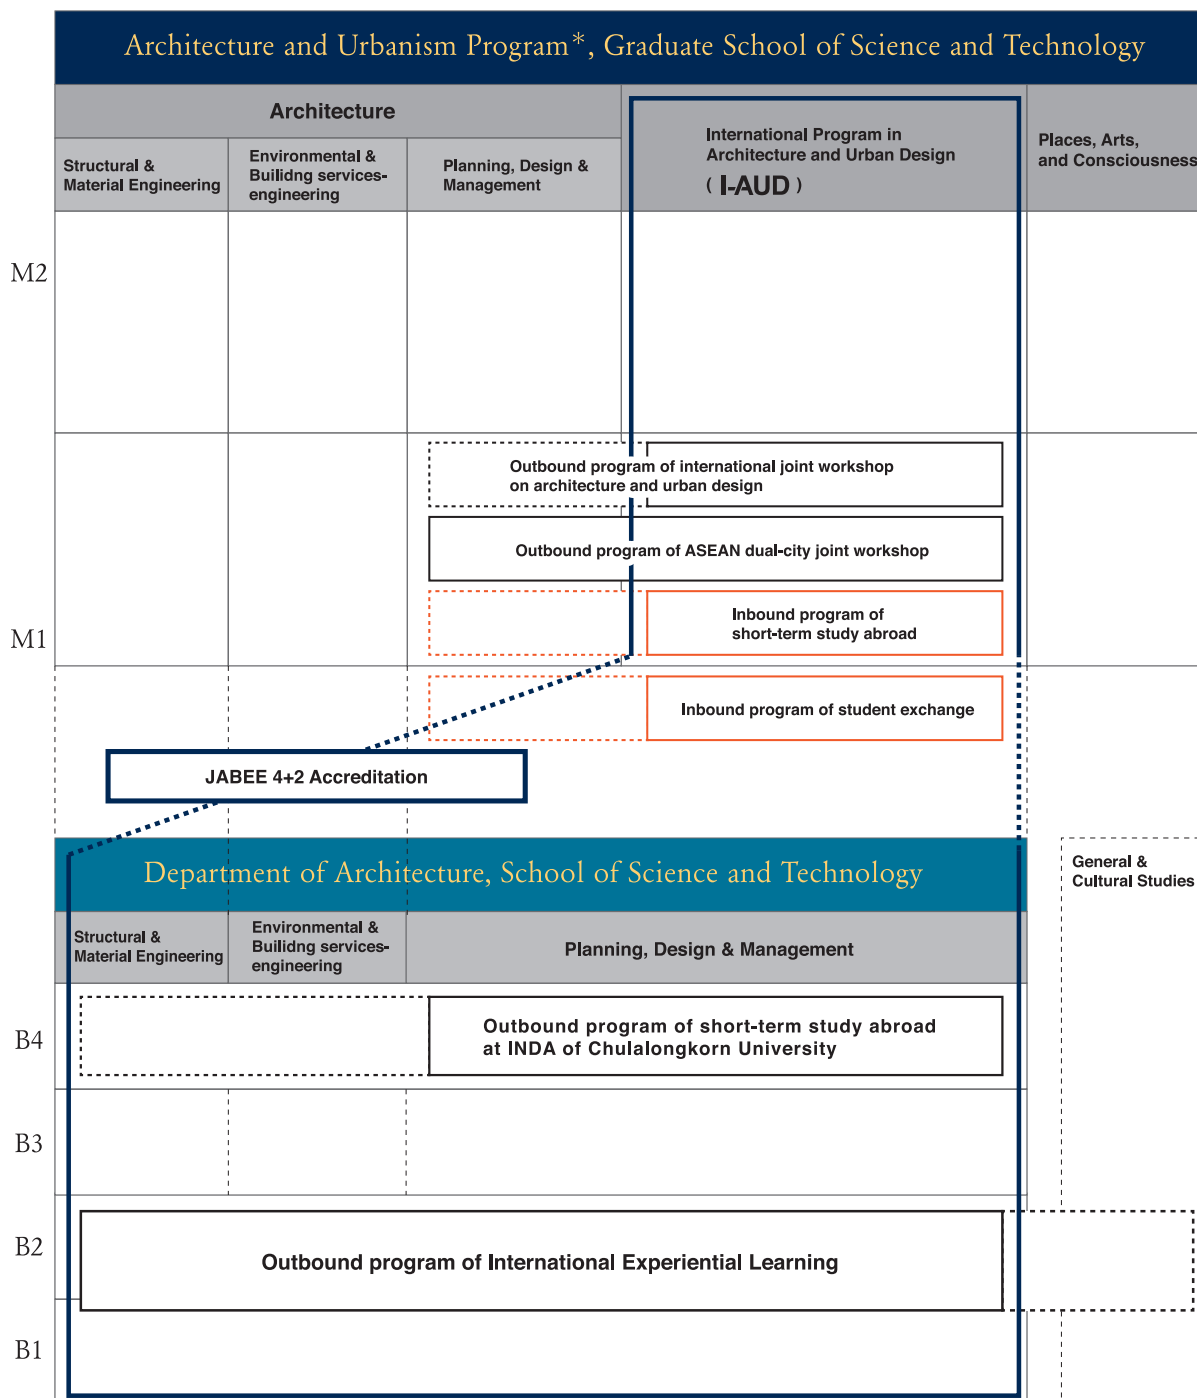 Architecture and Urbanism Program*, Graduate School of Science and Technology
Architecture
Structural &
Material Engineering
Environmental &
Builidng services-
engineering
Planning, Design &
Management
International Program in
Architecture and Urban Design
( I-AUD )
Places, Arts,
and Consciousness
M2
Outbound program of international joint workshop
on architecture and urban design
Outbound program of ASEAN dual-city joint workshop
Inbound program of
short-term study abroad
M1
Inbound program of student exchange
JABEE 4+2 Accreditation
Department of Architecture, School of Science and Technology
General &
Cultural Studies
Structural &
Material Engineering
Environmental &
Builidng services-
engineering
Planning, Design & Management
B4
Outbound program of short-term study abroad
at INDA of Chulalongkorn University
B3
B2
Outbound program of International Experiential Learning
B1